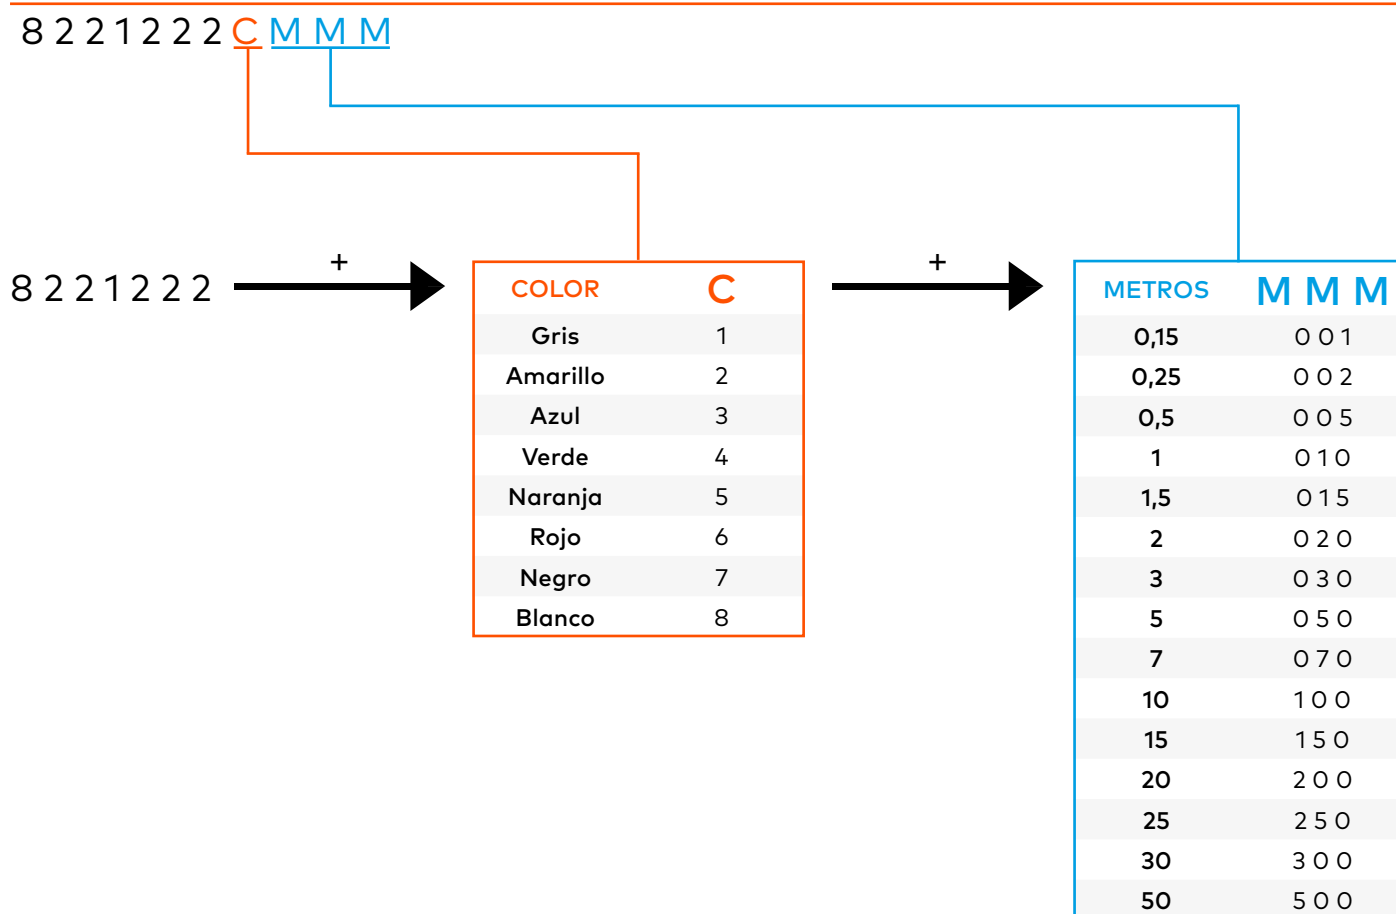 8 2 2 1 2 2 2 C M M M
+
+
8 2 2 1 2 2 2
COLOR C
Gris 1
Amarillo 2
Azul 3
Verde 4
Naranja 5
Rojo 6
Negro 7
Blanco 8
METROS M M M
0,15 0 0 1
0,25 0 0 2
0,5 0 0 5
1 0 1 0
1,5 0 1 5
2 0 2 0
3 0 3 0
5 0 5 0
7 0 7 0
10 1 0 0
15 1 5 0
20 2 0 0
25 2 5 0
30 3 0 0
50 5 0 0